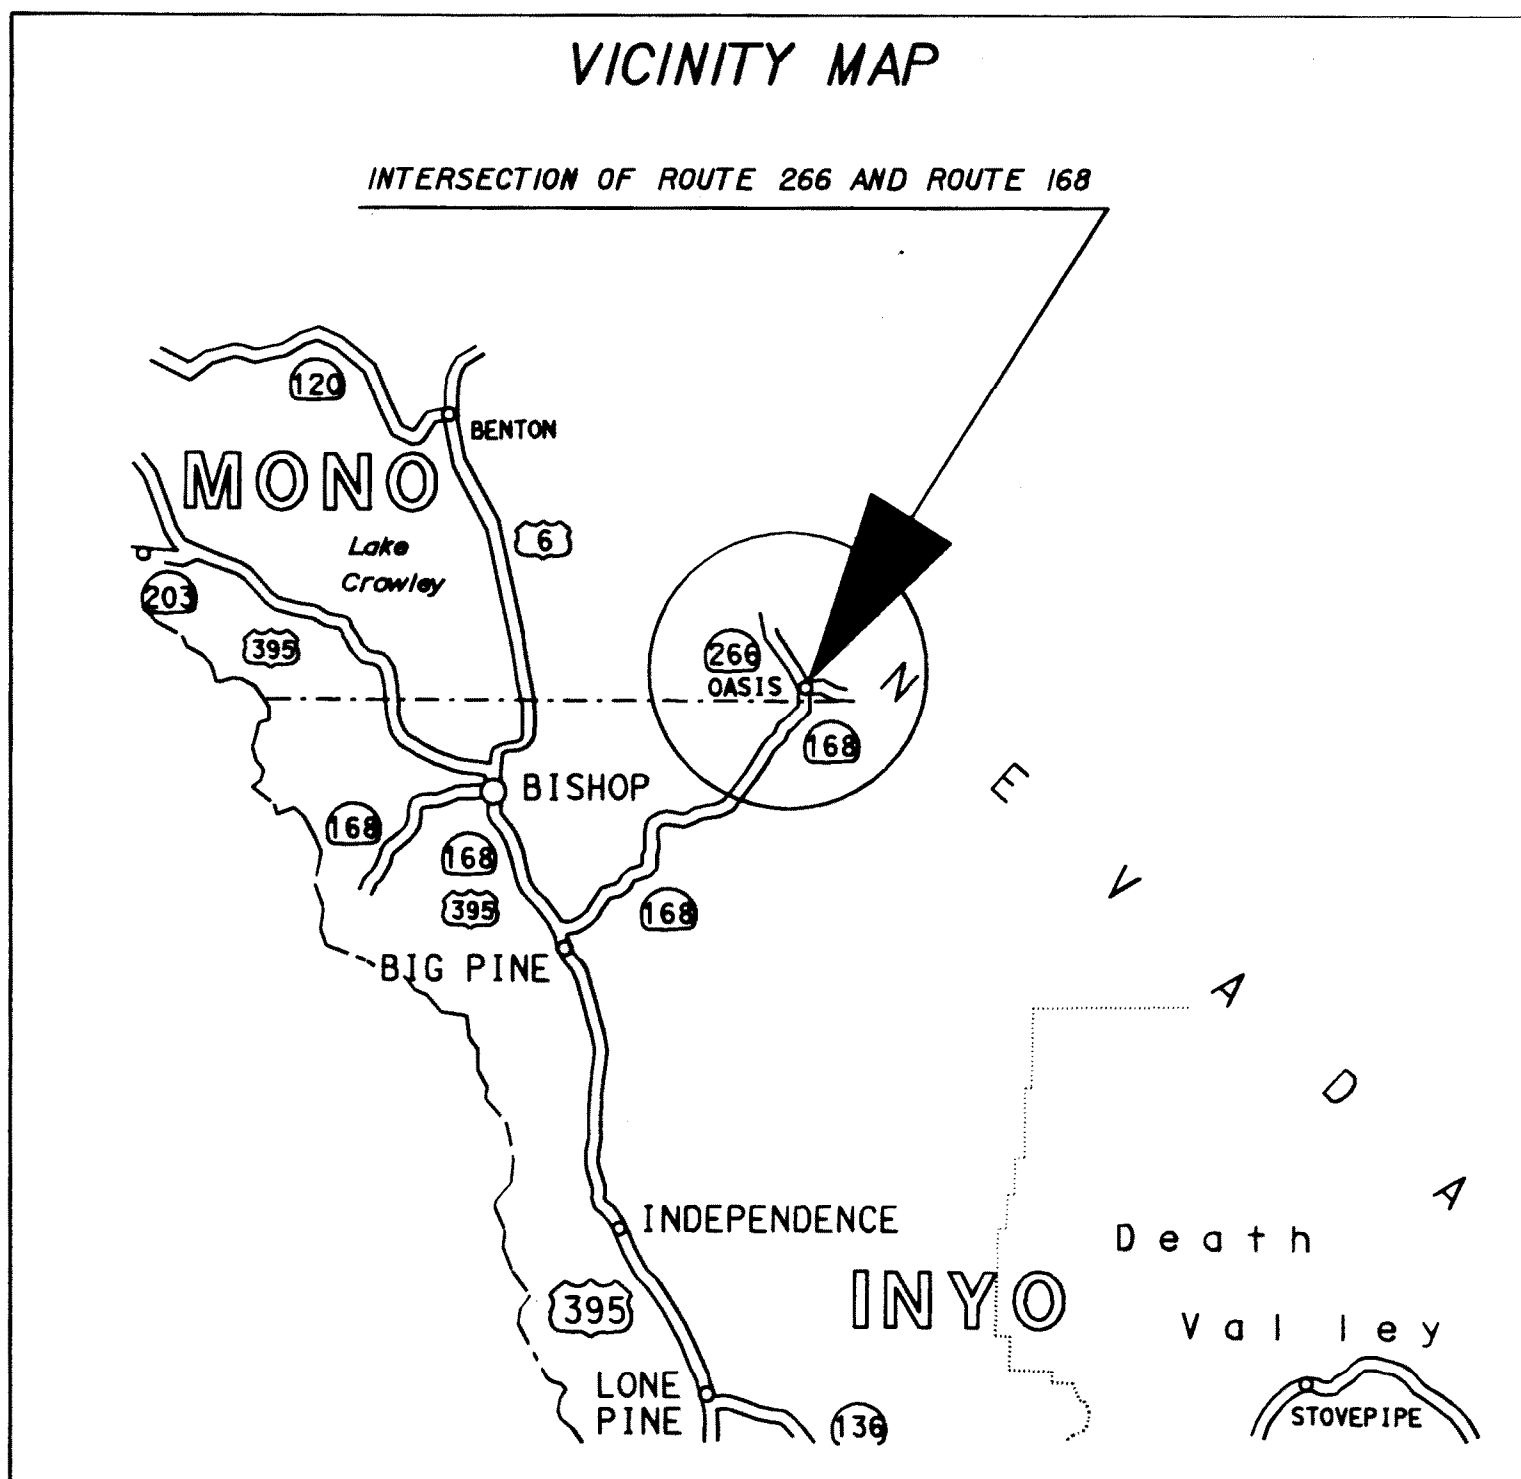 VICINITY MAP
INTERSECTION OF ROUTE 266 AND ROUTE 168
120
BENTON
MONO
6
Lake
Crowley
203
395
266
OASIS
N
168
E
BISHOP
168
168
V
395
168
BIG PINE
A
D
A
INDEPENDENCE
Death
INYO
395
Valley
LONE
PINE
136
STOVEPIPE